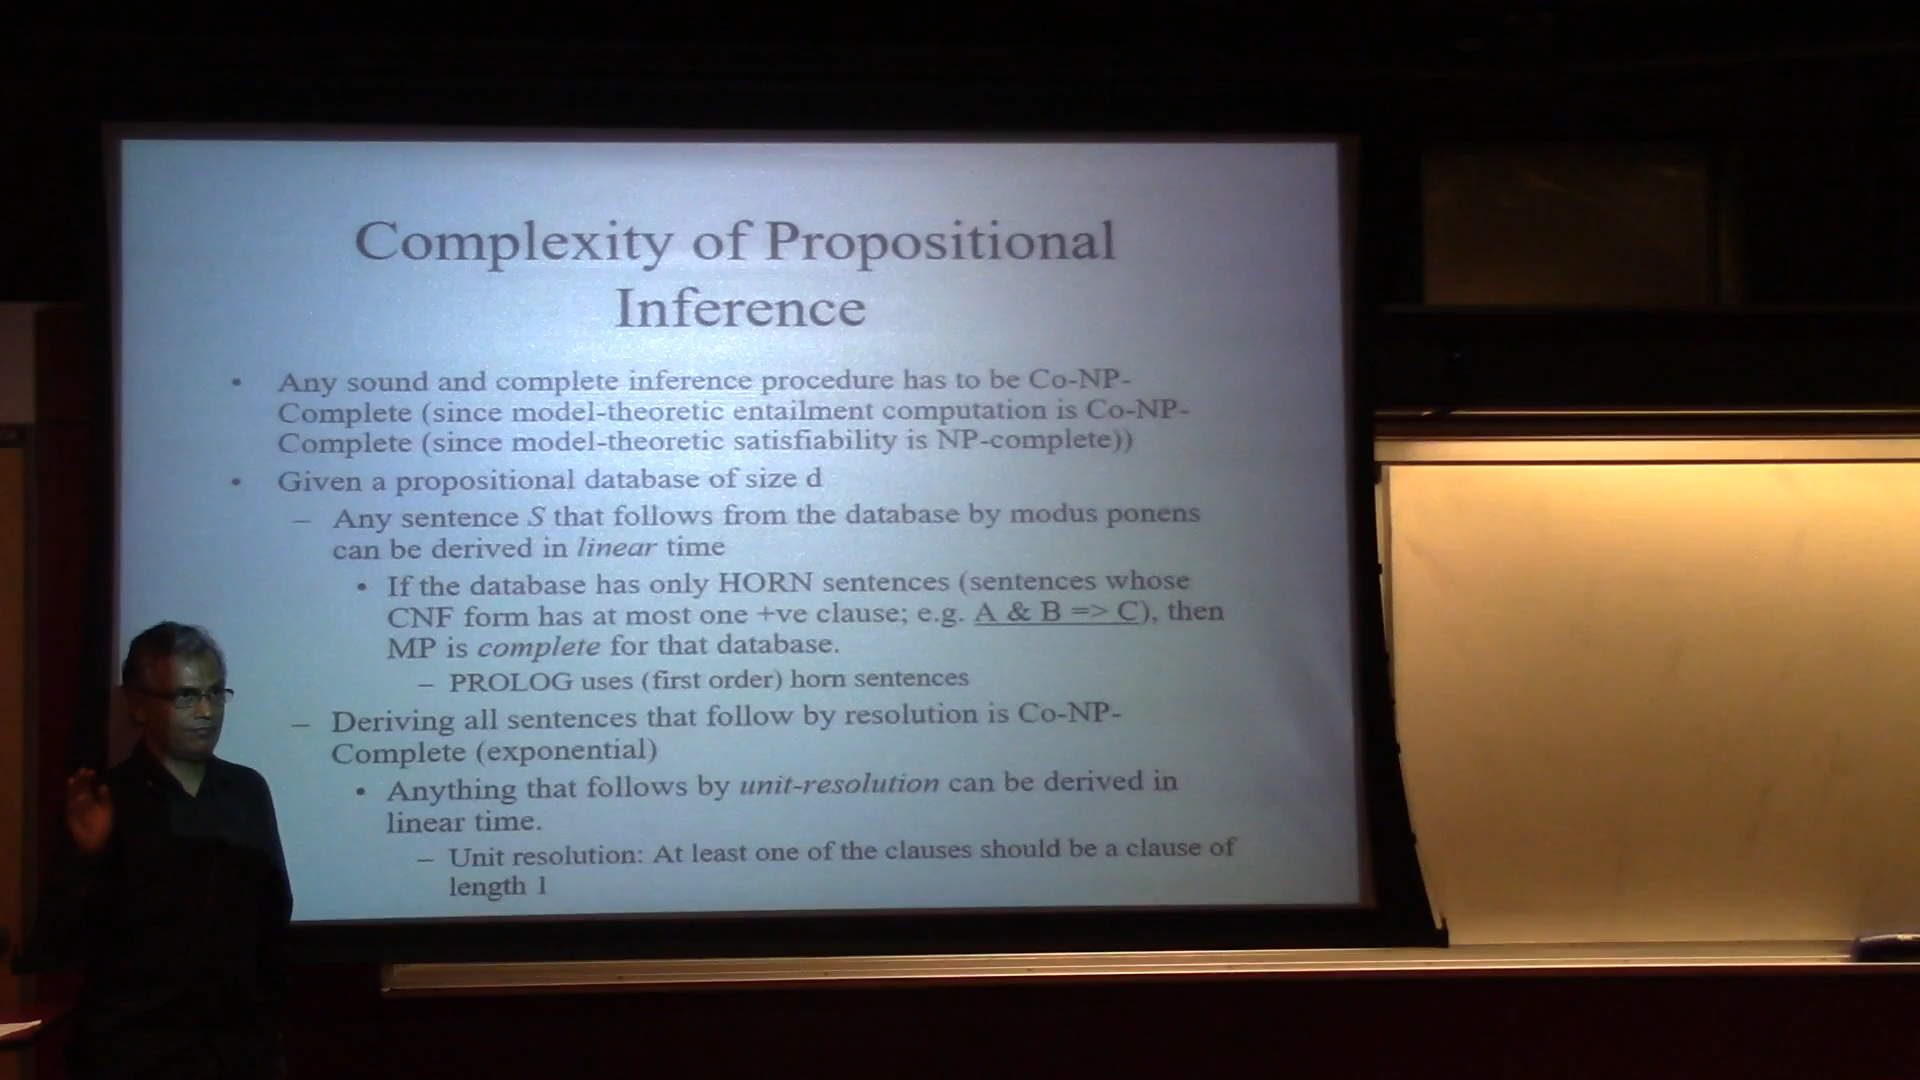 Complexity of Propositional
Inference
• Any sound and complete inference procedure has to be Co-NP-
Complete (since model-theoretic entailment computation is Co-NP-
Complete (since model-theoretic satisfiability is NP-complete))
• Given a propositional database of size d
– Any sentence S that follows from the database by modus ponens
can be derived in linear time
• If the database has only HORN sentences (sentences whose
CNF form has at most one +ve clause; e.g. A & B => C), then
MP is complete for that database.
– PROLOG uses (first order) horn sentences
– Deriving all sentences that follow by resolution is Co-NP-
Complete (exponential)
• Anything that follows by unit-resolution can be derived in
linear time.
– Unit resolution: At least one of the clauses should be a clause of
length 1